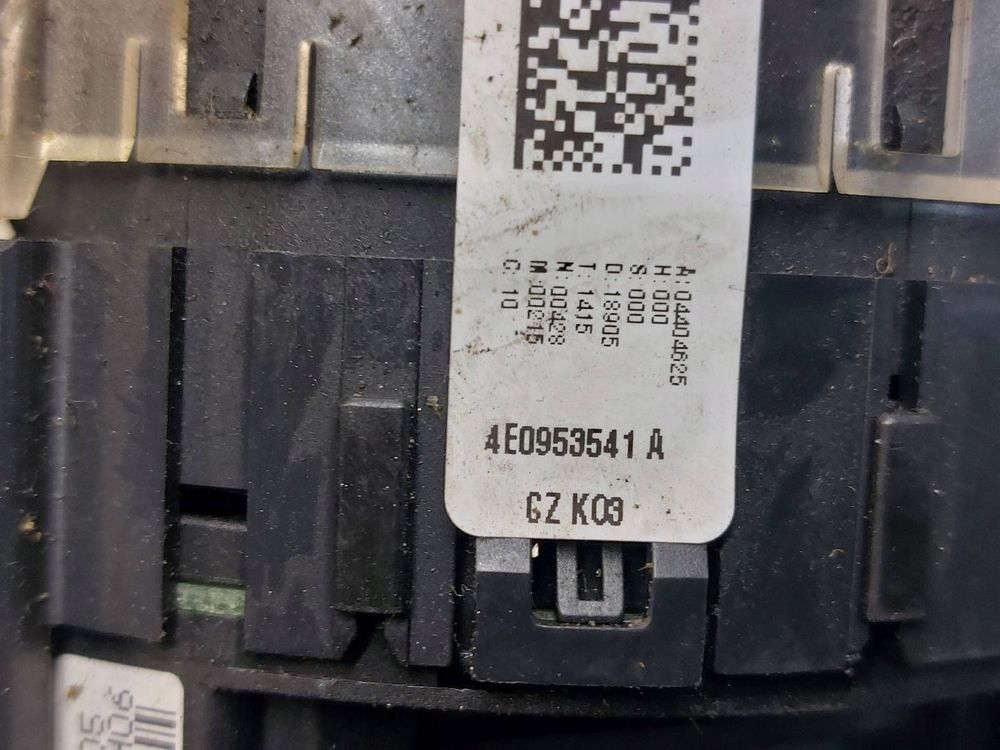 A: 04404625
H: 000
S: 000
D: 18905
T: 1415
N: 00428
M: 00215
C: 10
4E0953541 A
GZ K03